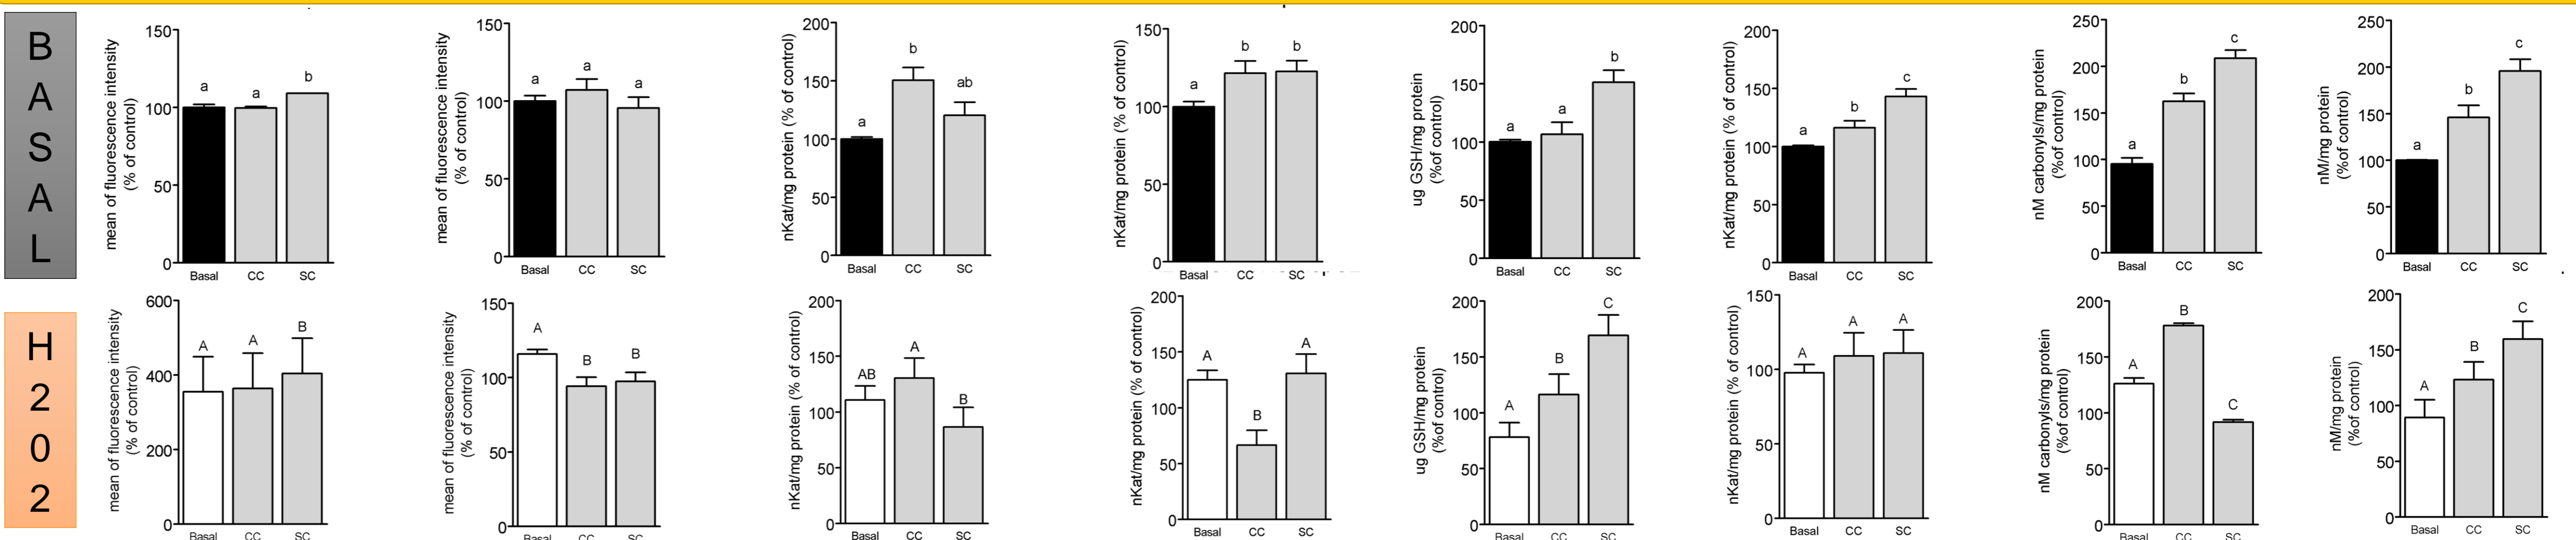 B
A
S
A
L
mean of fluorescence intensity
(% of control)
150
100
50
0
a
a
b
Basal CC SC
mean of fluorescence intensity
(% of control)
150
100
50
0
a
a
a
Basal CC SC
nKat/mg protein (% of control)
200
150
100
50
0
a
b
ab
Basal CC SC
nKat/mg protein (% of control)
150
100
50
0
a
b
b
Basal CC SC
ug GSH/mg protein
(%of control)
200
150
100
50
0
a
a
b
Basal CC SC
nKat/mg protein (% of control)
200
150
100
50
0
a
b
c
Basal CC SC
nM carbonyls/mg protein
(%of control)
250
200
150
100
50
0
a
b
c
Basal CC SC
nM/mg protein
(%of control)
250
200
150
100
50
0
a
b
c
Basal CC SC
H
2
0
2
mean of fluorescence intensity
(% of control)
600
400
200
0
A
A
B
Basal CC SC
mean of fluorescence intensity
(% of control)
150
100
50
0
A
B
B
Basal CC SC
nKat/mg protein (% of control)
200
150
100
50
0
AB
A
B
Basal CC SC
nKat/mg protein (% of control)
200
150
100
50
0
A
B
A
Basal CC SC
ug GSH/mg protein
(%of control)
200
150
100
50
0
A
B
C
Basal CC SC
nKat/mg protein (% of control)
150
100
50
0
A
A
A
Basal CC SC
nM carbonyls/mg protein
(%of control)
200
150
100
50
0
A
B
C
Basal CC SC
nM/mg protein
(%of control)
200
150
100
50
0
A
B
C
Basal CC SC